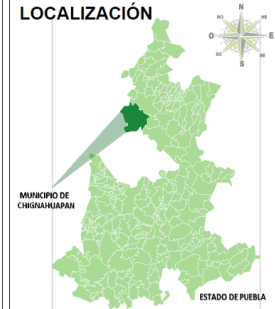 LOCALIZACIÓN
N
NO
NE
O
E
SO
SE
S
MUNICIPIO DE
CHIGNAHUAPAN
ESTADO DE PUEBLA